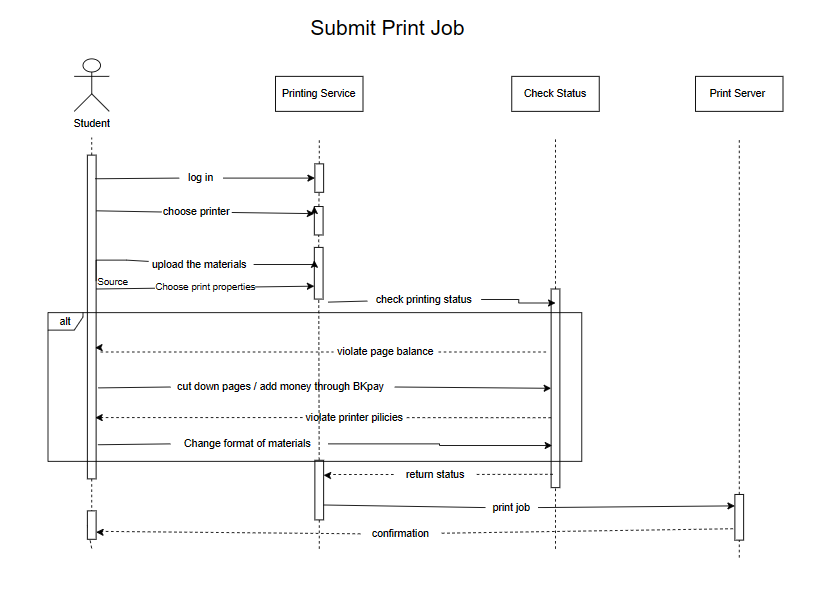 Submit Print Job
Printing Service
Check Status
Print Server
Student
log in
choose printer
upload the materials
Source
Choose print properties
check printing status
alt
violate page balance
cut down pages / add money through BKpay
violate printer pilicies
Change format of materials
return status
print job
confirmation